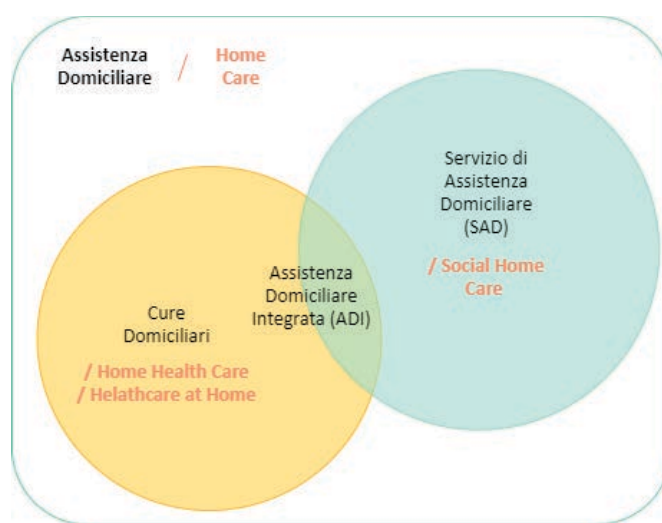 Assistenza
Domiciliare
/
Home
Care
Servizio di
Assistenza
Domiciliare
(SAD)
/ Social Home
Care
Assistenza
Domiciliare
Integrata (ADI)
Cure
Domiciliari
/ Home Health Care
/ Helathcare at Home